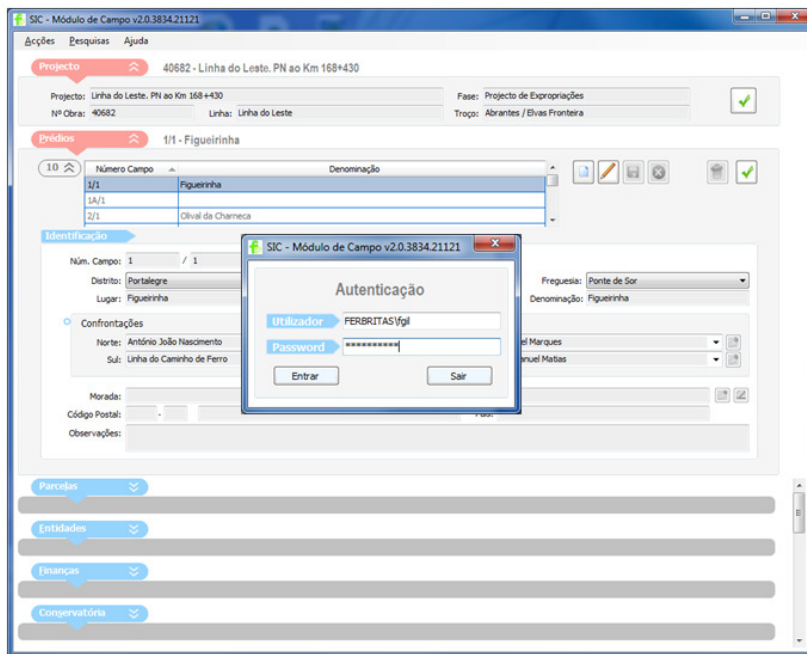 SIC - Módulo de Campo v2.0.3834.21121
Acções Pesquisas Ajuda
Projecto 40682 - Linha do Leste. PN ao Km 168+430
Projecto: Linha do Leste. PN ao Km 168+430 Fase: Projecto de Expropriações
Nº Obra: 40682 Linha: Linha do Leste Troço: Abrantes / Elvas Fronteira
Prédios 1/1 - Figueirinha
10 Número Campo Denominação
1/1 Figueirinha
1A/1
2/1 Olival da Charneca
Identificação
Núm. Campo: 1 / 1
Distrito: Portalegre Freguesia: Ponte de Sor
Lugar: Figueirinha Denominação: Figueirinha
Confrontações
Norte: António João Nascimento el Marques
Sul: Linha do Caminho de Ferro anuel Matias
Morada:
Código Postal: -
Observações:
SIC - Módulo de Campo v2.0.3834.21121
Autenticação
Utilizador FERBRITAS\fgil
Password **********
Entrar Sair
Parcelas
Entidades
Finanças
Conservatória